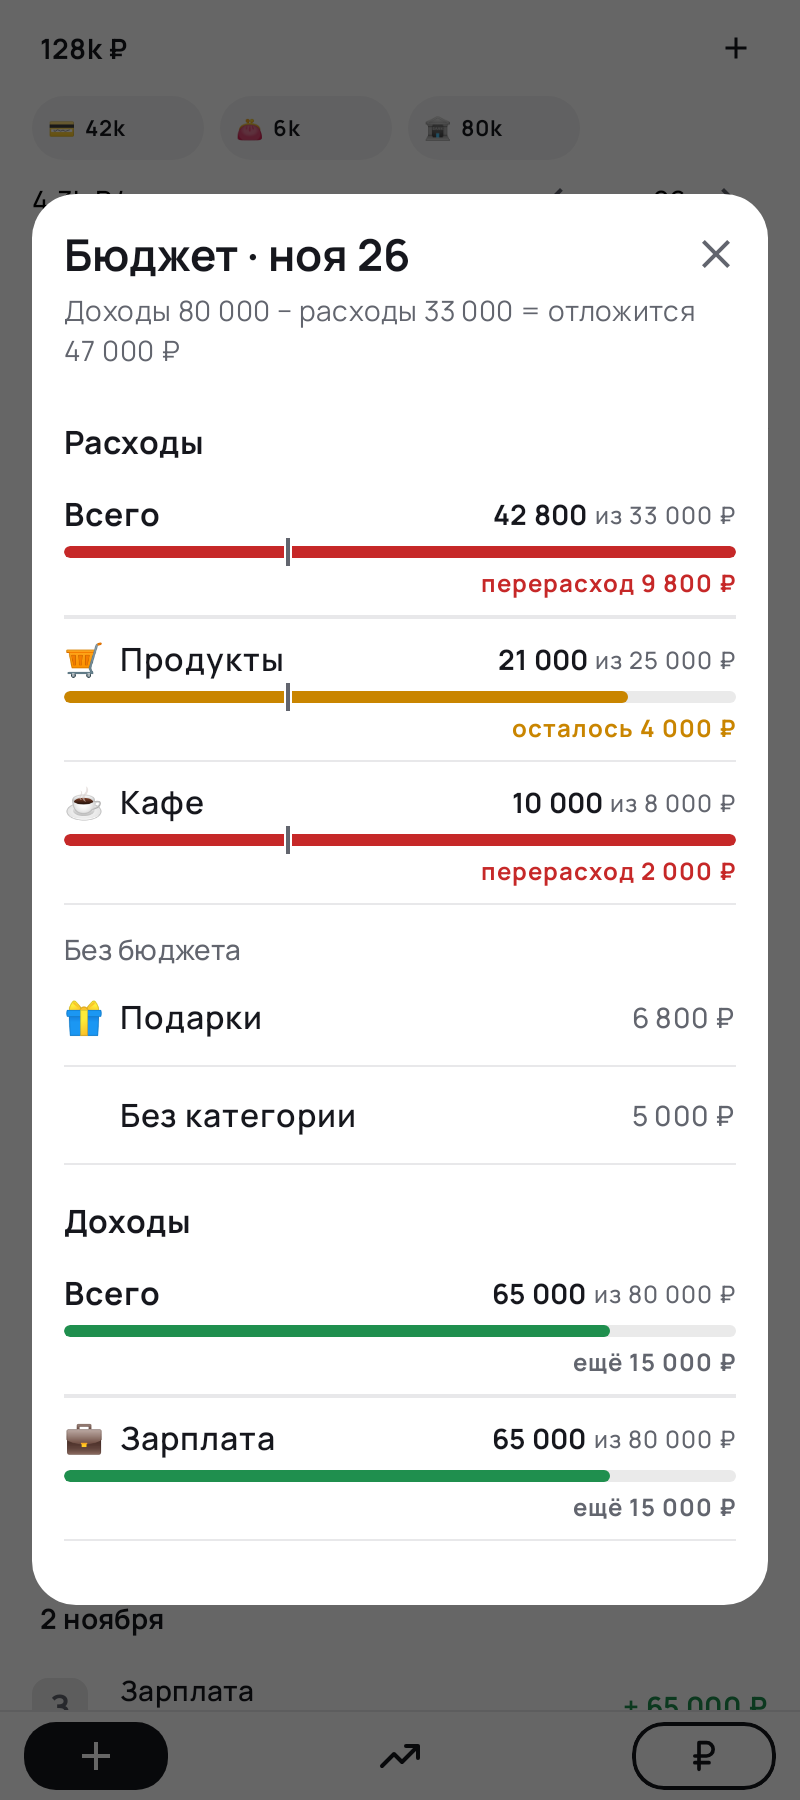 128k ₽
42k
6k
80k
Бюджет · ноя 26
Доходы 80 000 − расходы 33 000 = отложится
47 000 ₽
Расходы
Всего 42 800 из 33 000 ₽
перерасход 9 800 ₽
Продукты 21 000 из 25 000 ₽
осталось 4 000 ₽
Кафе 10 000 из 8 000 ₽
перерасход 2 000 ₽
Без бюджета
Подарки 6 800 ₽
Без категории 5 000 ₽
Доходы
Всего 65 000 из 80 000 ₽
ещё 15 000 ₽
Зарплата 65 000 из 80 000 ₽
ещё 15 000 ₽
2 ноября
З Зарплата + 65 000 ₽
₽